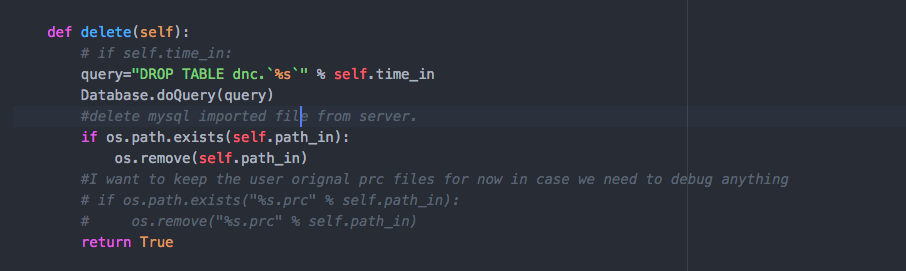 def delete(self):
# if self.time_in:
query="DROP TABLE dnc.`%s`" % self.time_in
Database.doQuery(query)
#delete mysql imported file from server.
if os.path.exists(self.path_in):
os.remove(self.path_in)
#I want to keep the user orignal prc files for now in case we need to debug anything
# if os.path.exists("%s.prc" % self.path_in):
#     os.remove("%s.prc" % self.path_in)
return True